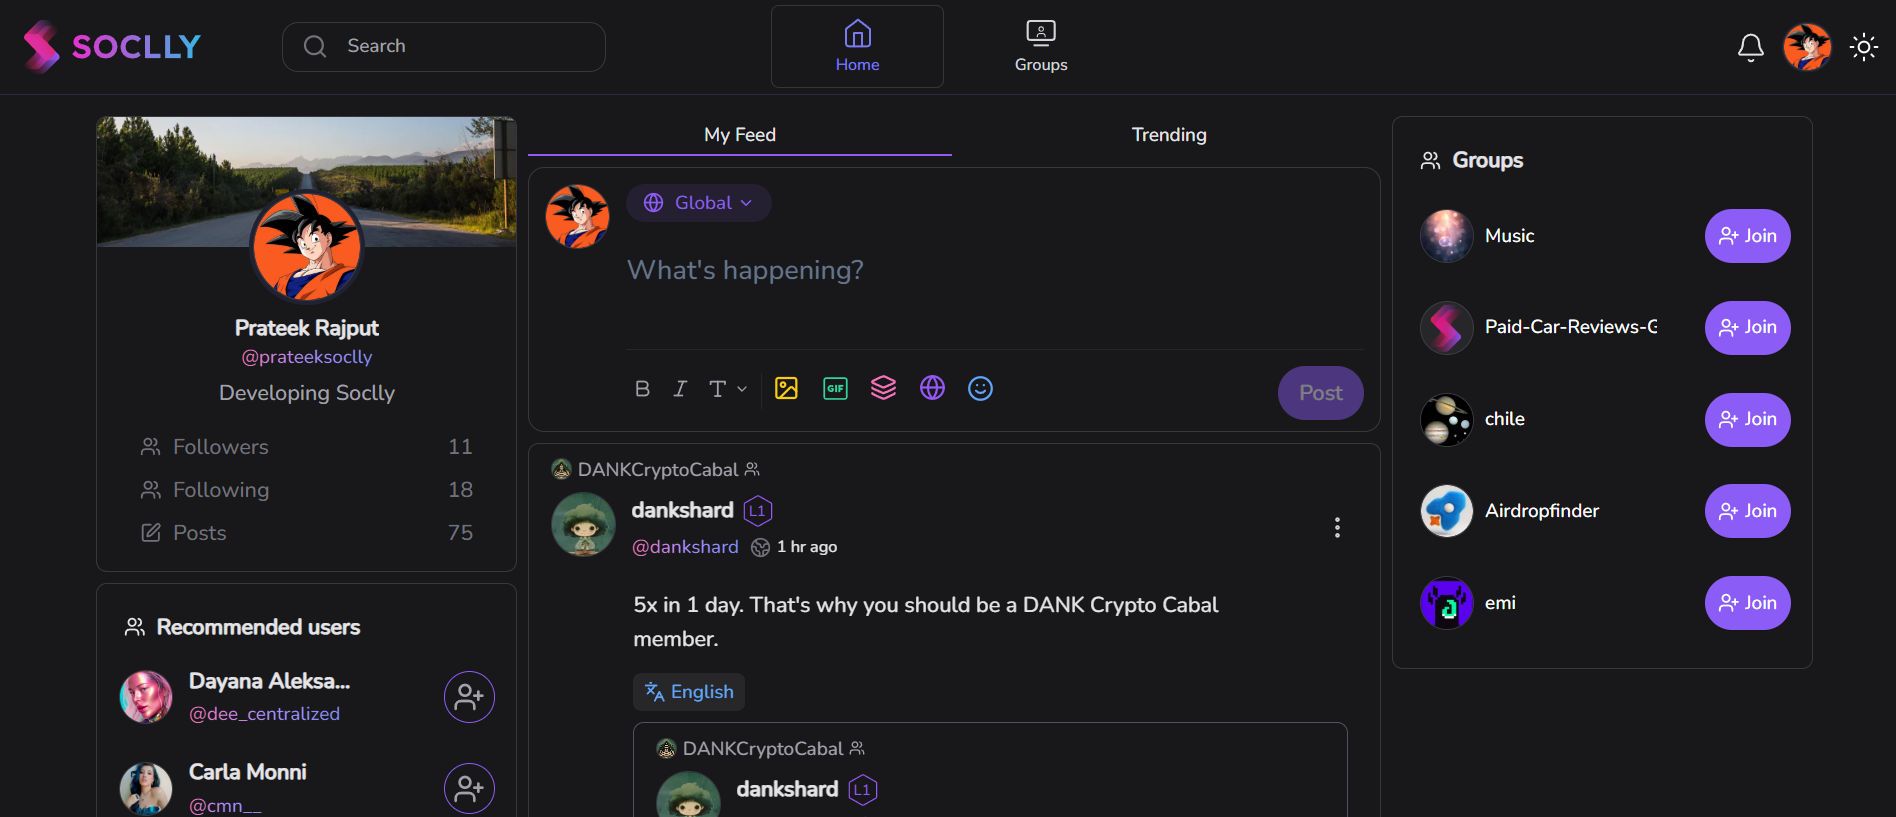 SOCLLY
Search
Home
Groups
Prateek Rajput
@prateeksoclly
Developing Soclly
Followers 11
Following 18
Posts 75
Recommended users
Dayana Aleksa...
@dee_centralized
Carla Monni
@cmn__
My Feed Trending
Global
What's happening?
B I T GIF
Post
DANKCryptoCabal
dankshard L1
@dankshard 1 hr ago
5x in 1 day. That's why you should be a DANK Crypto Cabal
member.
English
DANKCryptoCabal
dankshard L1
Groups
Music Join
Paid-Car-Reviews-G Join
chile Join
Airdropfinder Join
emi Join